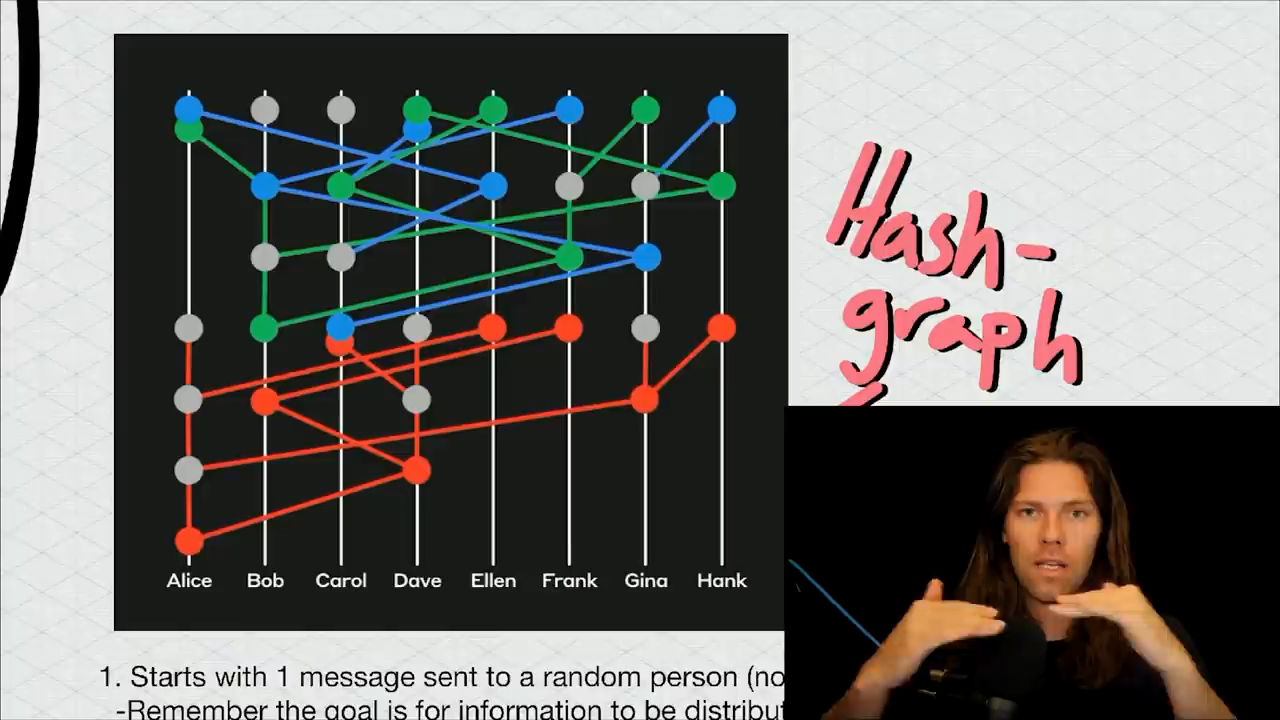 Hash-
graph
Alice Bob Carol Dave Ellen Frank Gina Hank
1. Starts with 1 message sent to a random person (no
-Remember the goal is for information to be distribut